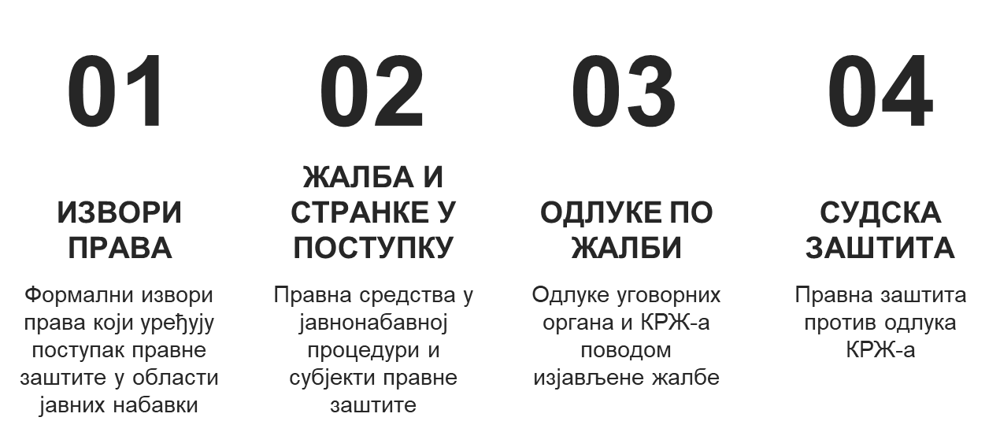 01
ИЗВОРИ
ПРАВА
Формални извори
права који уређују
поступак правне
заштите у области
јавних набавки
02
ЖАЛБА И
СТРАНКЕ У
ПОСТУПКУ
Правна средства у
јавнонабавној
процедури и
субјекти правне
заштите
03
ОДЛУКЕ ПО
ЖАЛБИ
Одлуке уговорних
органа и КРЖ-а
поводом
изјављене жалбе
04
СУДСКА
ЗАШТИТА
Правна заштита
против одлука
КРЖ-а